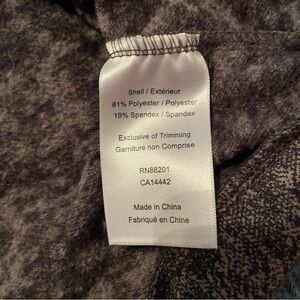 Shell / Extérieur
81% Polyester / Polyester
19% Spandex / Spandex
Exclusive of Trimming
Garniture non Comprise
RN88201
CA14442
Made in China
Fabriqué en Chine